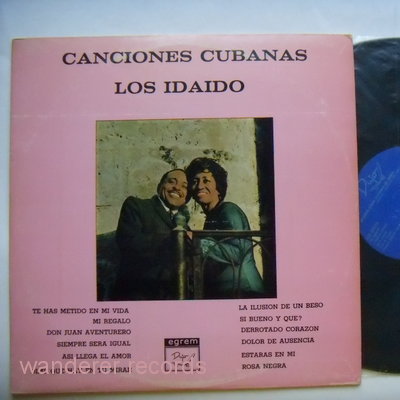 CANCIONES CUBANAS
LOS IDAIDO
TE HAS METIDO EN MI VIDA
MI REGALO
DON JUAN AVENTURERO
SIEMPRE SERA IGUAL
ASI LLEGA EL AMOR
egrem
LA ILUSION DE UN BESO
SI BUENO Y QUE?
DERROTADO CORAZON
DOLOR DE AUSENCIA
ESTARAS EN MI
ROSA NEGRA
wanderer records